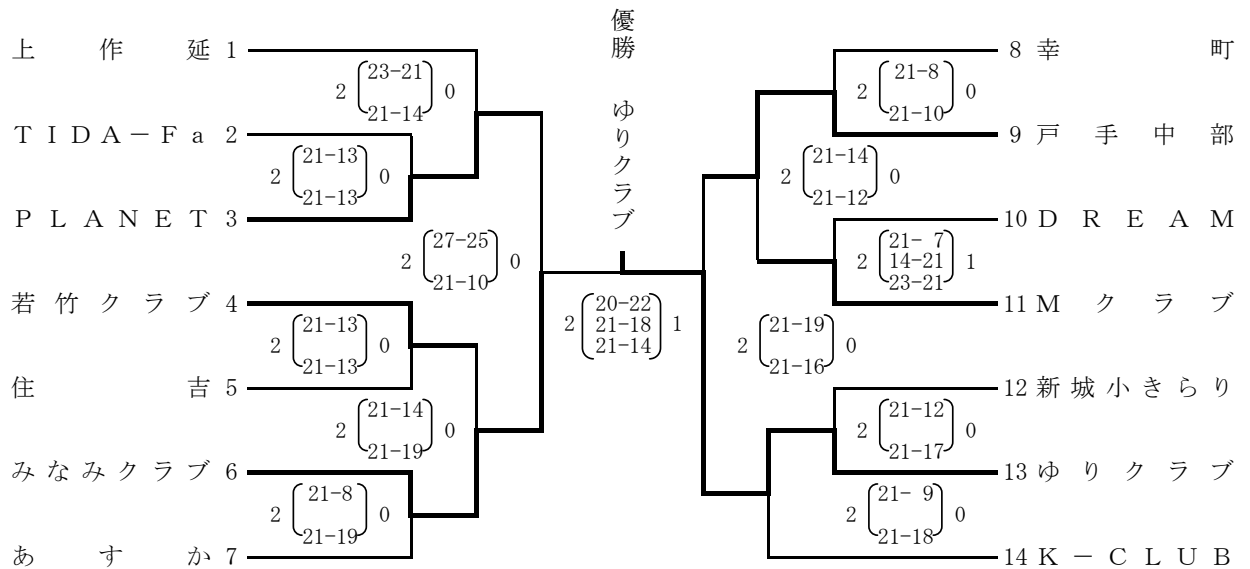 優勝 ゆりクラブ
上作延 1
2 23-21 0
21-14
TIDA-Fa 2
2 21-13 0
21-13
PLANET 3
2 27-25 0
21-10
若竹クラブ 4
2 21-13 0
21-13
住吉 5
2 21-14 0
21-19
みなみクラブ 6
2 21-8 0
21-19
あすか 7
20-22
2 21-18 1
21-14
8 幸町
2 21-8 0
21-10
9 戸手中部
2 21-14 0
21-12
10 DREAM
21- 7
2 14-21 1
23-21
11 Mクラブ
2 21-19 0
21-16
12 新城小きらり
2 21-12 0
21-17
13 ゆりクラブ
2 21- 9 0
21-18
14 K-CLUB